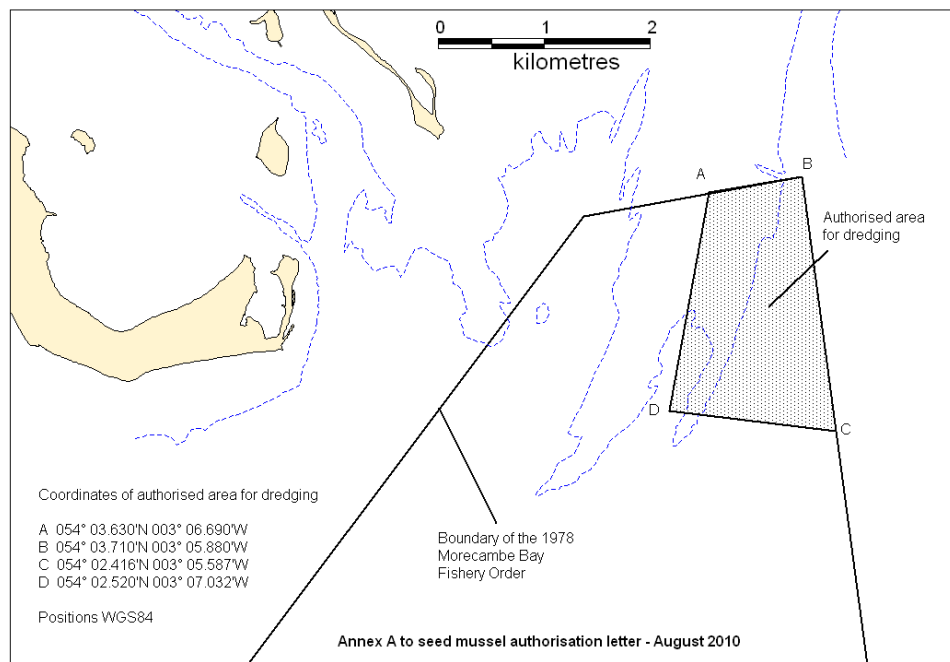 0 1 2
kilometres
A
B
Authorised area
for dredging
D
C
Coordinates of authorised area for dredging
A 054° 03.630'N 003° 06.690'W
B 054° 03.710'N 003° 05.880'W
C 054° 02.416'N 003° 05.587'W
D 054° 02.520'N 003° 07.032'W
Positions WGS84
Boundary of the 1978
Morecambe Bay
Fishery Order
Annex A to seed mussel authorisation letter - August 2010